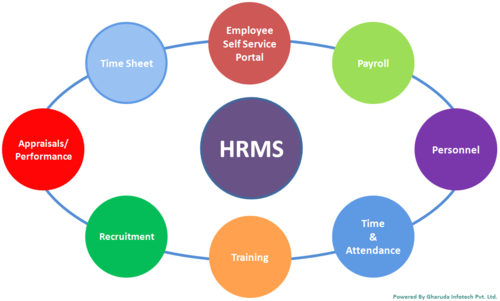 Employee
Self Service
Portal
Time Sheet
Payroll
Appraisals/
Performance
HRMS
Personnel
Recruitment
Time
&
Attendance
Training
Powered By Gharuda Infotech Pvt. Ltd.